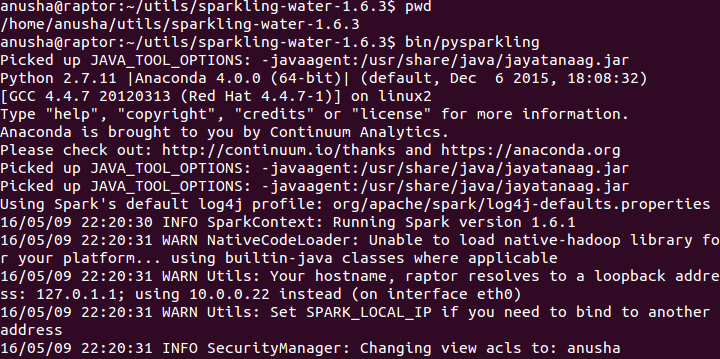 anusha@raptor:~/utils/sparkling-water-1.6.3$ pwd
/home/anusha/utils/sparkling-water-1.6.3
anusha@raptor:~/utils/sparkling-water-1.6.3$ bin/pysparkling
Picked up JAVA_TOOL_OPTIONS: -javaagent:/usr/share/java/jayatanaag.jar
Python 2.7.11 |Anaconda 4.0.0 (64-bit)| (default, Dec  6 2015, 18:08:32)
[GCC 4.4.7 20120313 (Red Hat 4.4.7-1)] on linux2
Type "help", "copyright", "credits" or "license" for more information.
Anaconda is brought to you by Continuum Analytics.
Please check out: http://continuum.io/thanks and https://anaconda.org
Picked up JAVA_TOOL_OPTIONS: -javaagent:/usr/share/java/jayatanaag.jar
Picked up JAVA_TOOL_OPTIONS: -javaagent:/usr/share/java/jayatanaag.jar
Using Spark's default log4j profile: org/apache/spark/log4j-defaults.properties
16/05/09 22:20:30 INFO SparkContext: Running Spark version 1.6.1
16/05/09 22:20:31 WARN NativeCodeLoader: Unable to load native-hadoop library fo
r your platform... using builtin-java classes where applicable
16/05/09 22:20:31 WARN Utils: Your hostname, raptor resolves to a loopback addre
ss: 127.0.1.1; using 10.0.0.22 instead (on interface eth0)
16/05/09 22:20:31 WARN Utils: Set SPARK_LOCAL_IP if you need to bind to another
address
16/05/09 22:20:31 INFO SecurityManager: Changing view acls to: anusha